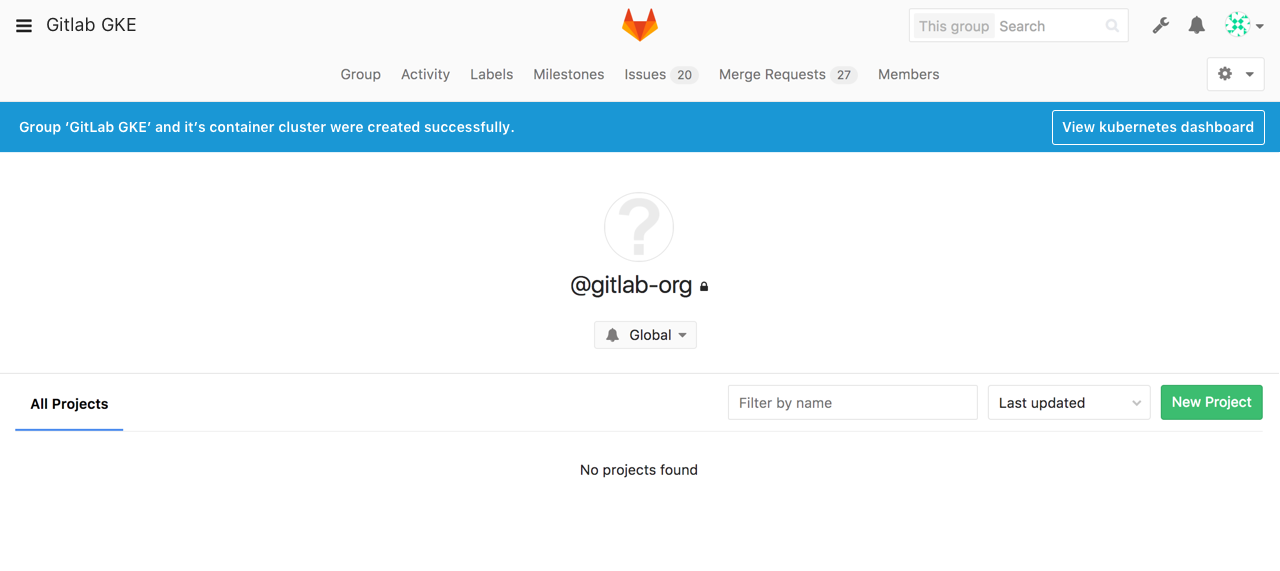 Gitlab GKE
This group Search
Group Activity Labels Milestones Issues 20 Merge Requests 27 Members
Group ‘GitLab GKE’ and it’s container cluster were created successfully. View kubernetes dashboard
?
@gitlab-org
Global
All Projects Filter by name Last updated New Project
No projects found